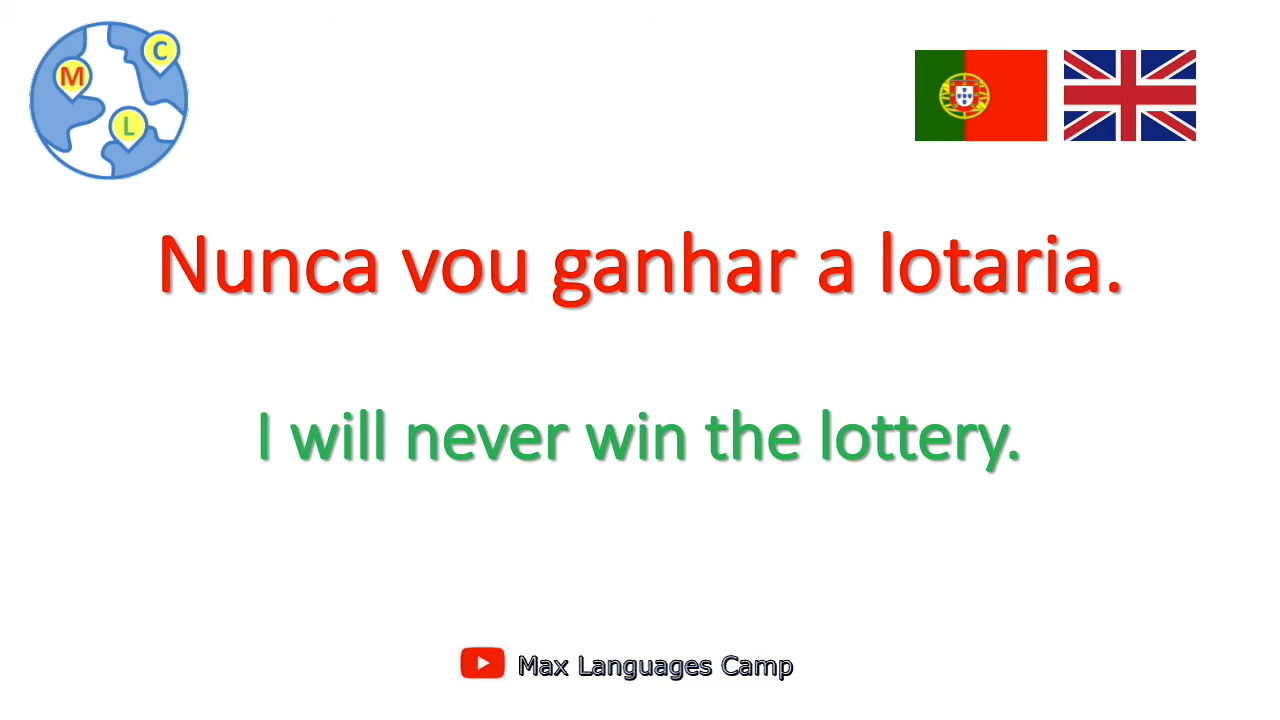 C
M
L
Nunca vou ganhar a lotaria.
I will never win the lottery.
Max Languages Camp